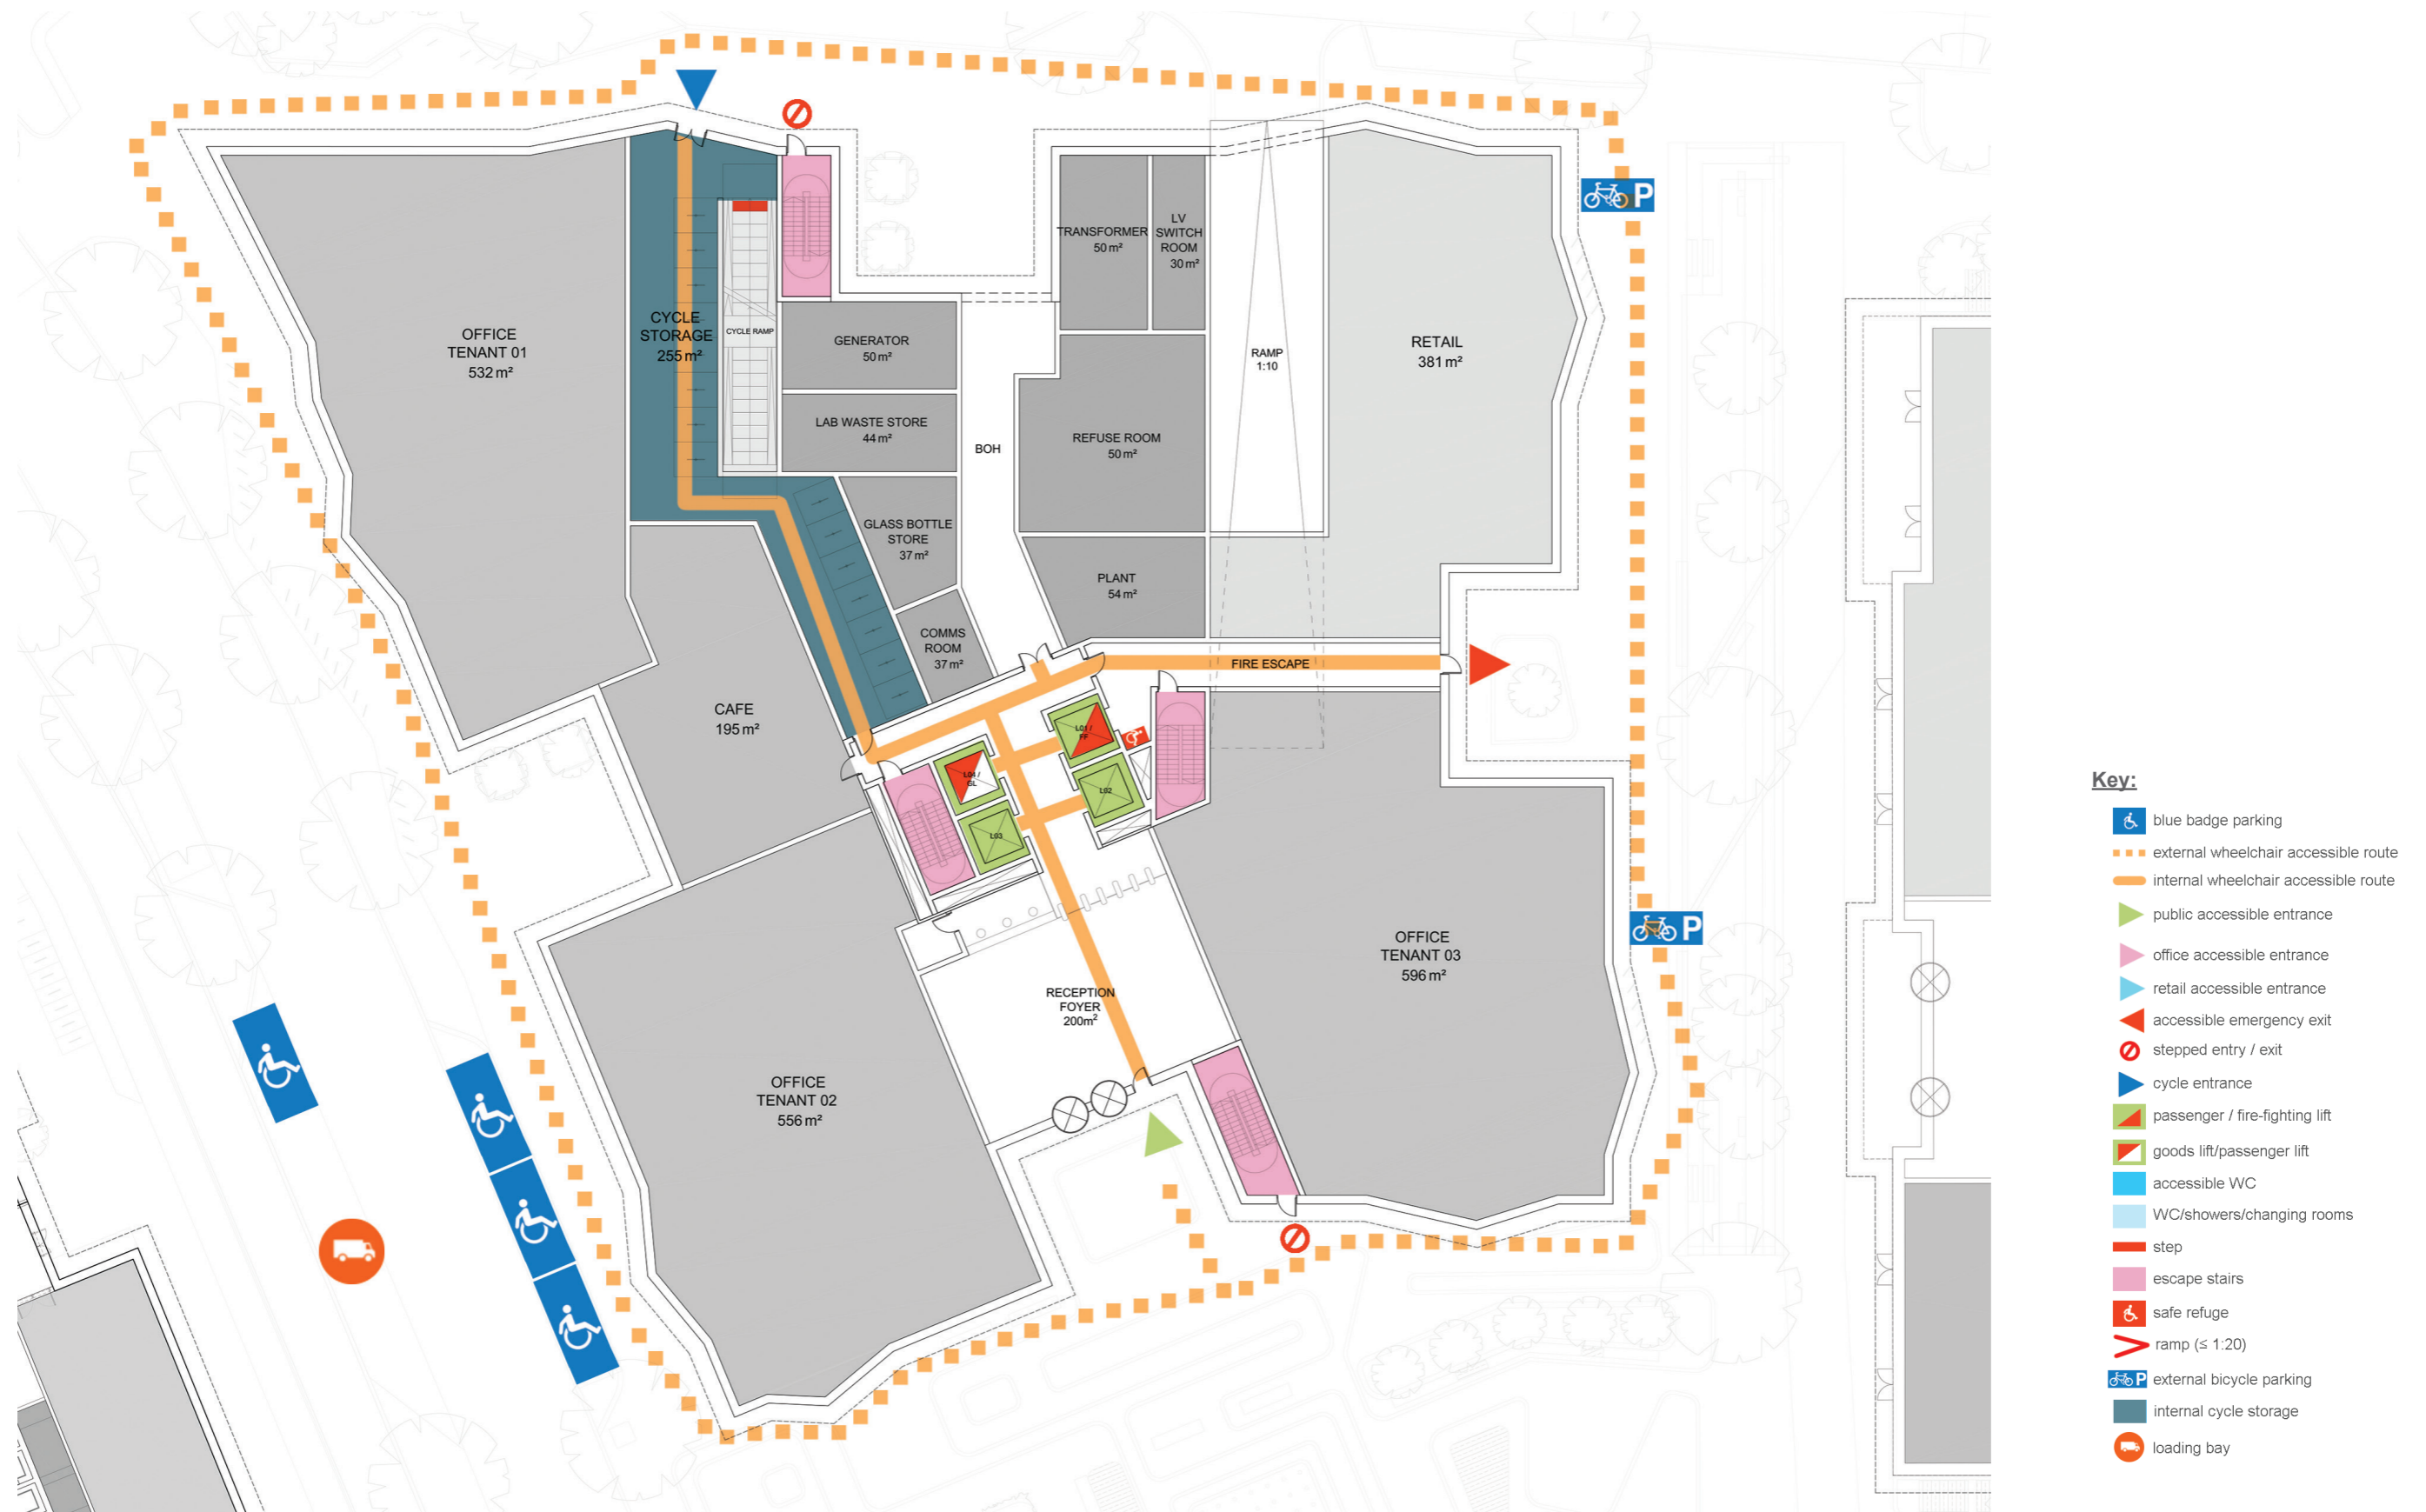 OFFICE
TENANT 01
532 m²
CYCLE
STORAGE
255 m²
CYCLE RAMP
GENERATOR
50 m²
LAB WASTE STORE
44 m²
GLASS BOTTLE
STORE
37 m²
COMMS
ROOM
37 m²
BOH
TRANSFORMER
50 m²
LV
SWITCH
ROOM
30 m²
REFUSE ROOM
50 m²
PLANT
54 m²
RAMP
1:10
RETAIL
381 m²
P
FIRE ESCAPE
CAFE
195 m²
L01 /
FF
L02
L04 /
GL
L03
P
OFFICE
TENANT 03
596 m²
RECEPTION
FOYER
200m²
OFFICE
TENANT 02
556 m²
Key:
blue badge parking
external wheelchair accessible route
internal wheelchair accessible route
public accessible entrance
office accessible entrance
retail accessible entrance
accessible emergency exit
stepped entry / exit
cycle entrance
passenger / fire-fighting lift
goods lift/passenger lift
accessible WC
WC/showers/changing rooms
step
escape stairs
safe refuge
ramp (≤ 1:20)
P external bicycle parking
internal cycle storage
loading bay